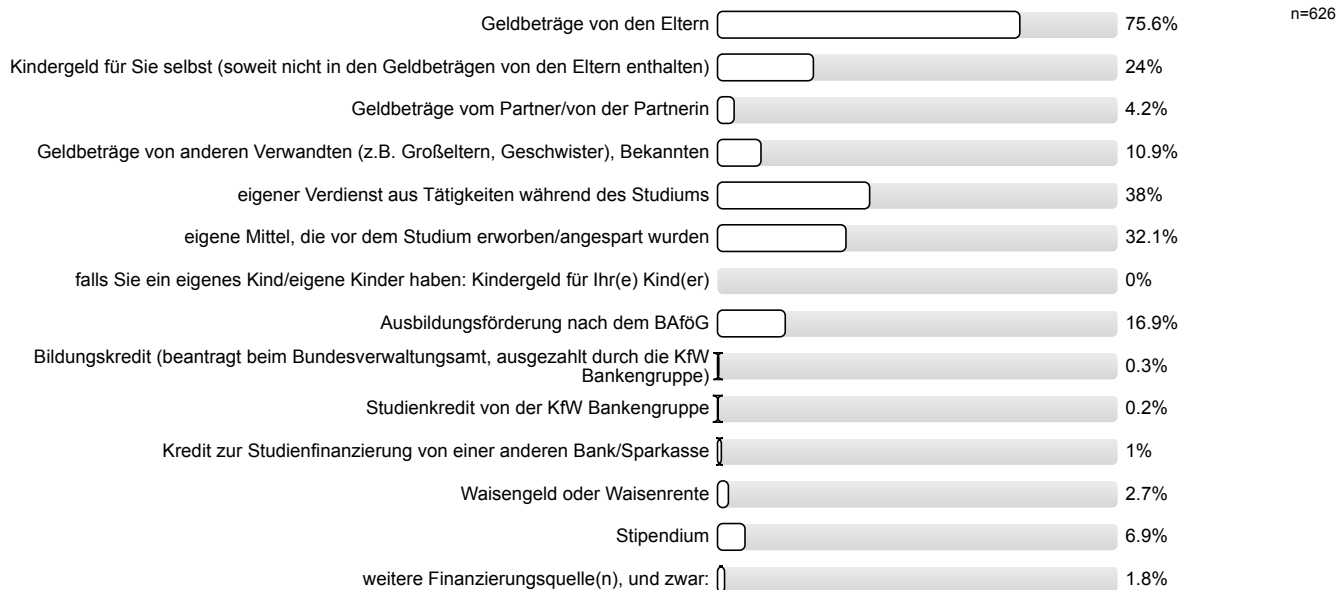 n=626
Geldbeträge von den Eltern 75.6%
Kindergeld für Sie selbst (soweit nicht in den Geldbeträgen von den Eltern enthalten) 24%
Geldbeträge vom Partner/von der Partnerin 4.2%
Geldbeträge von anderen Verwandten (z.B. Großeltern, Geschwister), Bekannten 10.9%
eigener Verdienst aus Tätigkeiten während des Studiums 38%
eigene Mittel, die vor dem Studium erworben/angespart wurden 32.1%
falls Sie ein eigenes Kind/eigene Kinder haben: Kindergeld für Ihr(e) Kind(er) 0%
Ausbildungsförderung nach dem BAföG 16.9%
Bildungskredit (beantragt beim Bundesverwaltungsamt, ausgezahlt durch die KfW
Bankengruppe) 0.3%
Studienkredit von der KfW Bankengruppe 0.2%
Kredit zur Studienfinanzierung von einer anderen Bank/Sparkasse 1%
Waisengeld oder Waisenrente 2.7%
Stipendium 6.9%
weitere Finanzierungsquelle(n), und zwar: 1.8%